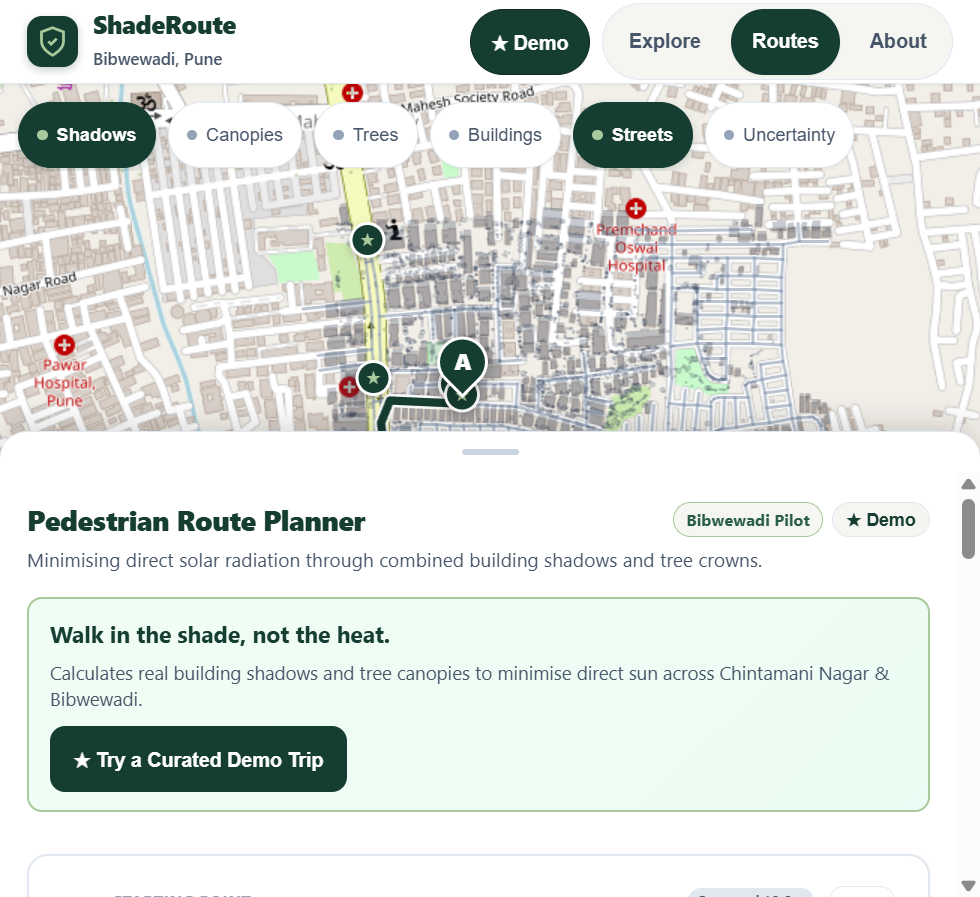 ShadeRoute
Bibwewadi, Pune
★ Demo
Explore
Routes
About
Mahesh Society Road
Shadows
Canopies
Trees
Buildings
Streets
Uncertainty
Premchand
Oswal
Hospital
Nagar Road
Pawar
Hospital,
Pune
A
Pedestrian Route Planner
Bibwewadi Pilot
★ Demo
Minimising direct solar radiation through combined building shadows and tree crowns.
Walk in the shade, not the heat.
Calculates real building shadows and tree canopies to minimise direct sun across Chintamani Nagar &
Bibwewadi.
★ Try a Curated Demo Trip